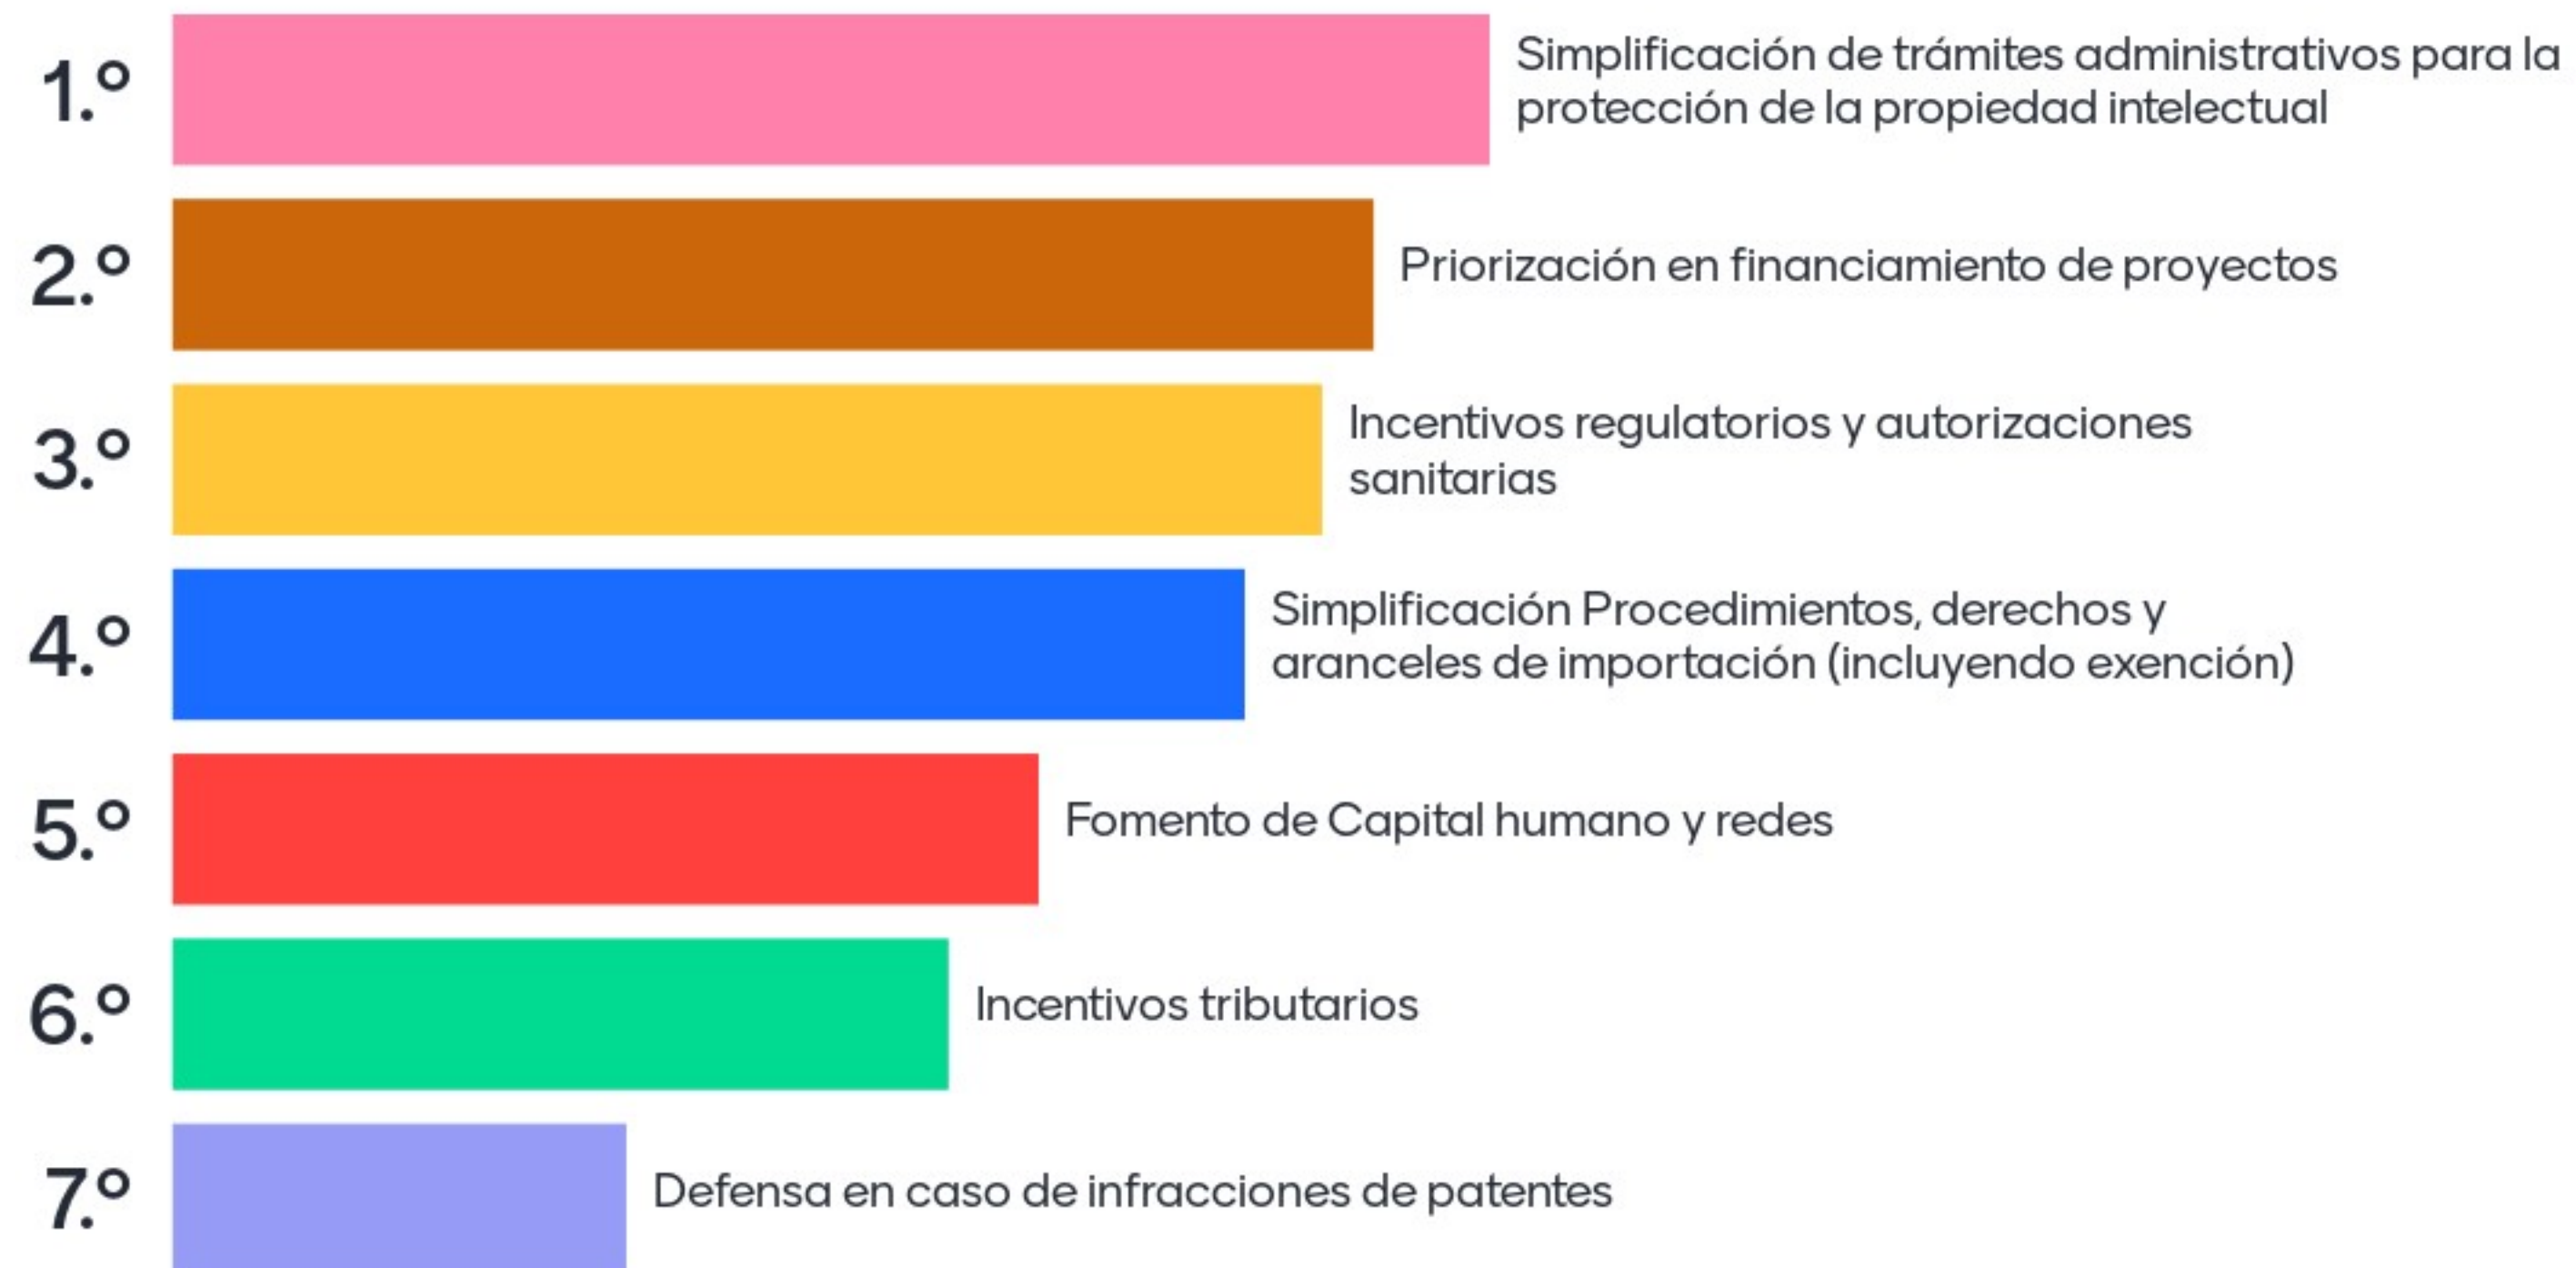 1.º
Simplificación de trámites administrativos para la
protección de la propiedad intelectual
2.º
Priorización en financiamiento de proyectos
3.º
Incentivos regulatorios y autorizaciones
sanitarias
4.º
Simplificación Procedimientos, derechos y
aranceles de importación (incluyendo exención)
5.º
Fomento de Capital humano y redes
6.º
Incentivos tributarios
7.º
Defensa en caso de infracciones de patentes